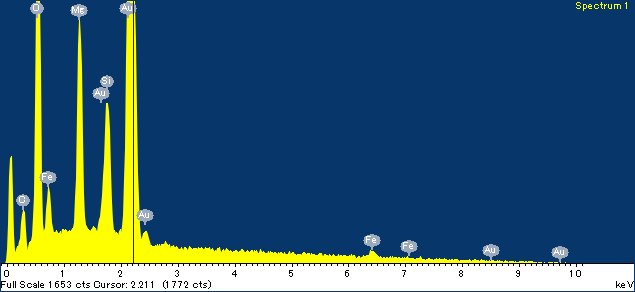 Spectrum 1
O Mg Au
Si
Au
Fe
C
Au
Fe Fe Au Au
0 1 2 3 4 5 6 7 8 9 10
Full Scale 1653 cts Cursor: 2.211 (1772 cts) keV